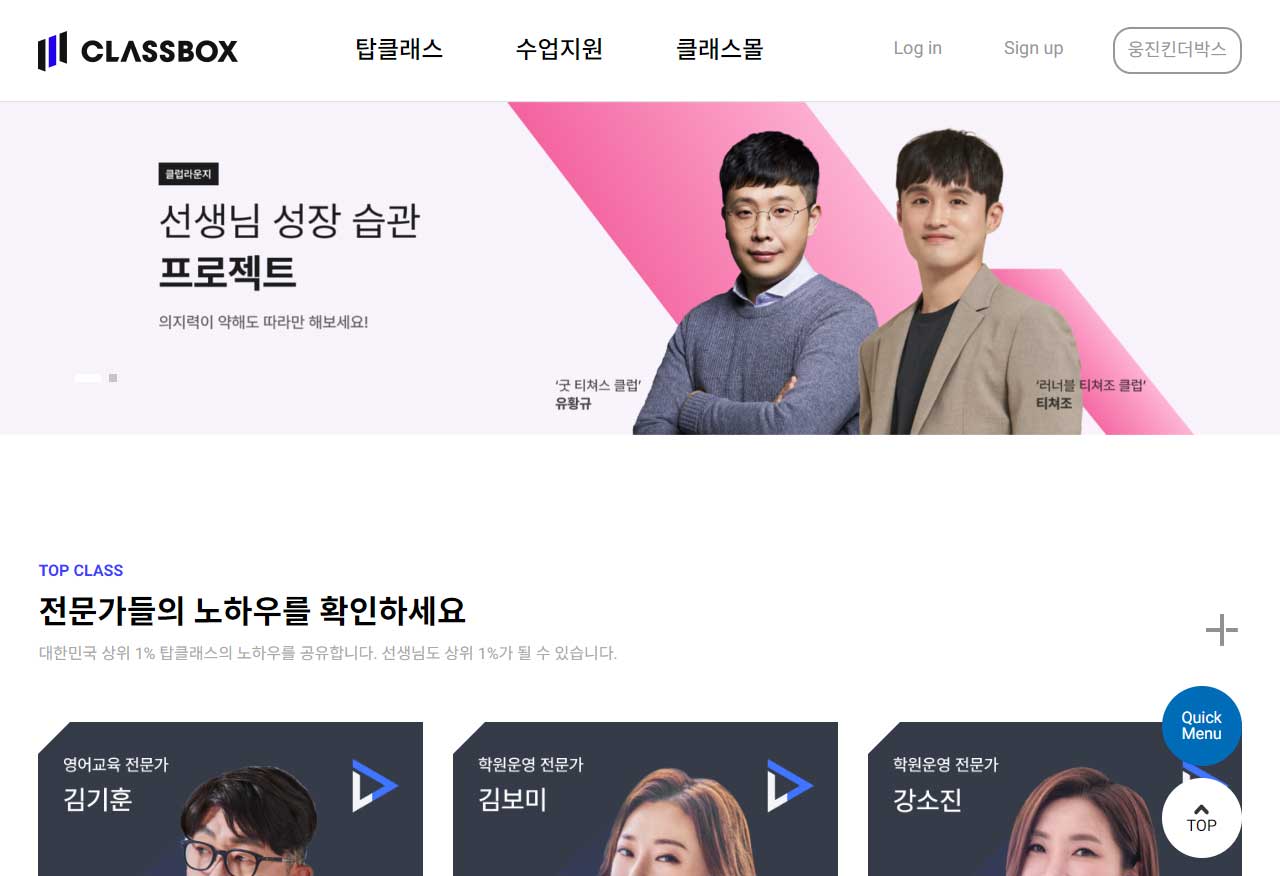 CLASSBOX
탑클래스
수업지원
클래스몰
Log in
Sign up
웅진킨더박스
클럽라운지
선생님 성장 습관
프로젝트
의지력이 약해도 따라만 해보세요!
‘굿 티쳐스 클럽’
유황규
‘러너블 티쳐조 클럽’
티쳐조
TOP CLASS
전문가들의 노하우를 확인하세요
대한민국 상위 1% 탑클래스의 노하우를 공유합니다. 선생님도 상위 1%가 될 수 있습니다.
영어교육 전문가
김기훈
학원운영 전문가
김보미
학원운영 전문가
강소진
Quick
Menu
TOP